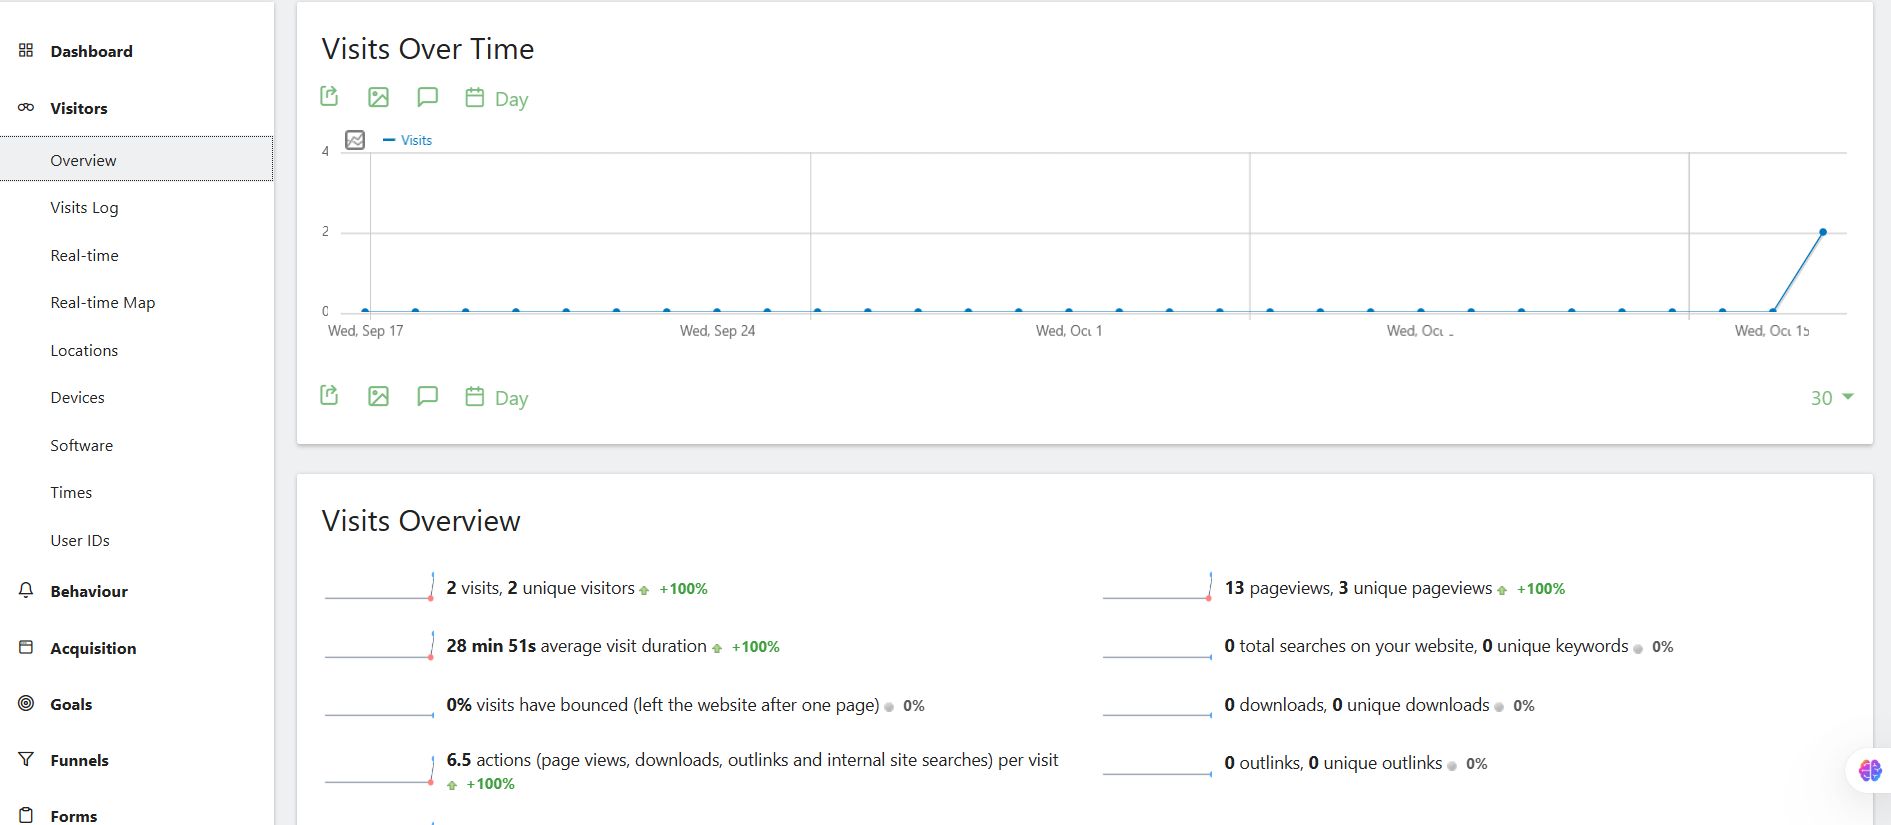 Dashboard
Visitors
Overview
Visits Log
Real-time
Real-time Map
Locations
Devices
Software
Times
User IDs
Behaviour
Acquisition
Goals
Funnels
Forms
Visits Over Time
Day
Visits
4
2
0
Wed, Sep 17
Wed, Sep 24
Wed, Oct 1
Wed, Oct
Wed, Oct 15
Day
30
Visits Overview
2 visits, 2 unique visitors +100%
28 min 51s average visit duration +100%
0% visits have bounced (left the website after one page) 0%
6.5 actions (page views, downloads, outlinks and internal site searches) per visit
+100%
13 pageviews, 3 unique pageviews +100%
0 total searches on your website, 0 unique keywords 0%
0 downloads, 0 unique downloads 0%
0 outlinks, 0 unique outlinks 0%